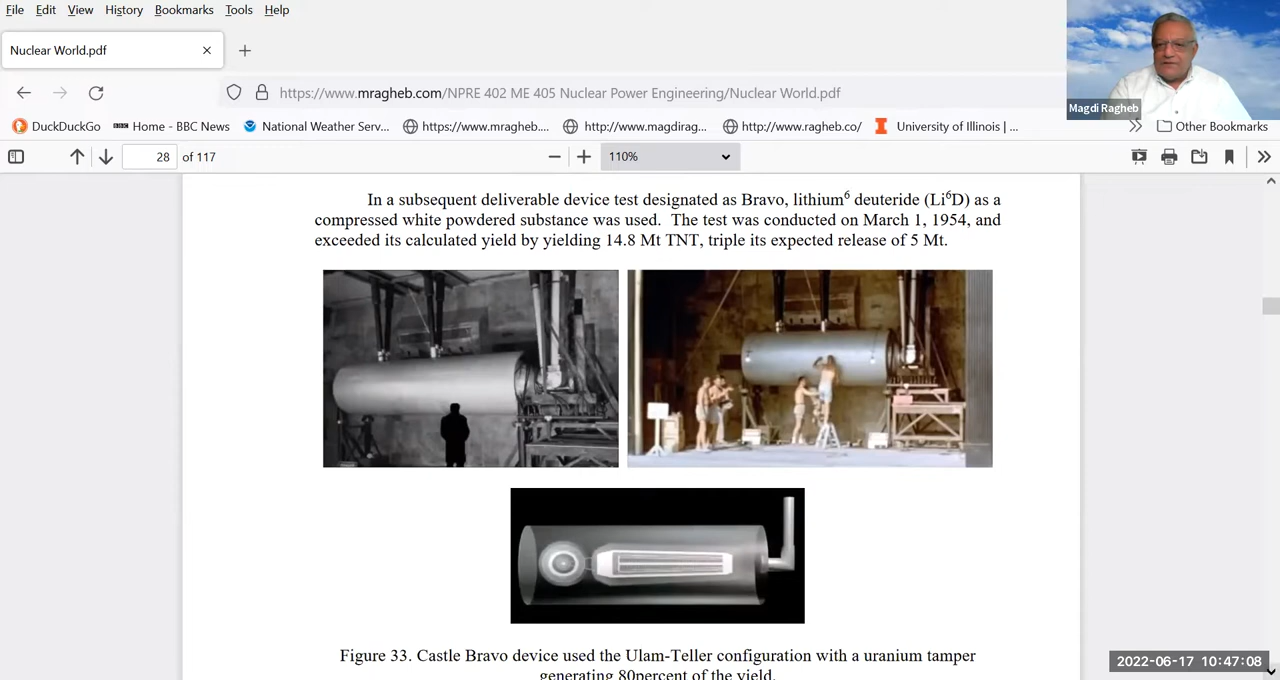 File Edit View History Bookmarks Tools Help
Nuclear World.pdf
https://www.mragheb.com/NPRE 402 ME 405 Nuclear Power Engineering/Nuclear World.pdf
Magdi Ragheb
DuckDuckGo BBC Home - BBC News National Weather Serv... https://www.mragheb.... http://www.magdirag... http://www.ragheb.co/ I University of Illinois | ... Other Bookmarks
28 of 117 110%
In a subsequent deliverable device test designated as Bravo, lithium⁶ deuteride (Li⁶D) as a
compressed white powdered substance was used. The test was conducted on March 1, 1954, and
exceeded its calculated yield by yielding 14.8 Mt TNT, triple its expected release of 5 Mt.
Figure 33. Castle Bravo device used the Ulam-Teller configuration with a uranium tamper
generating 80percent of the yield.
2022-06-17 10:47:08